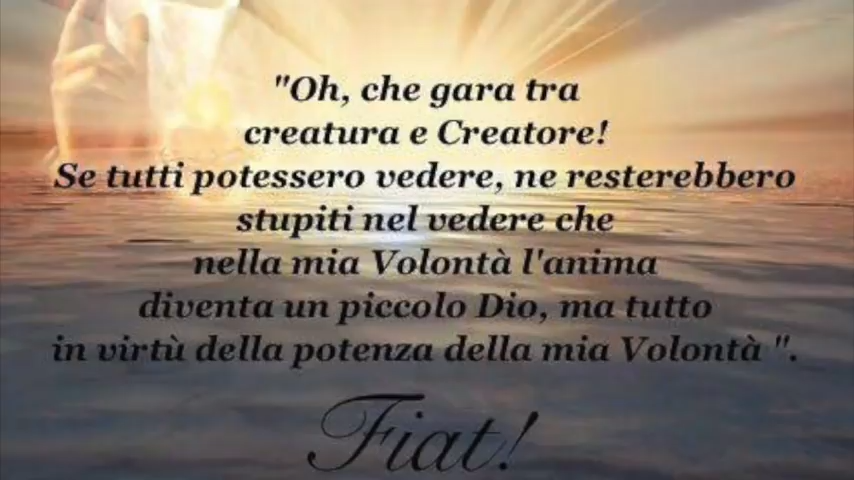 "Oh, che gara tra
creatura e Creatore!
Se tutti potessero vedere, ne resterebbero
stupiti nel vedere che
nella mia Volontà l'anima
diventa un piccolo Dio, ma tutto
in virtù della potenza della mia Volontà ".
Fiat!